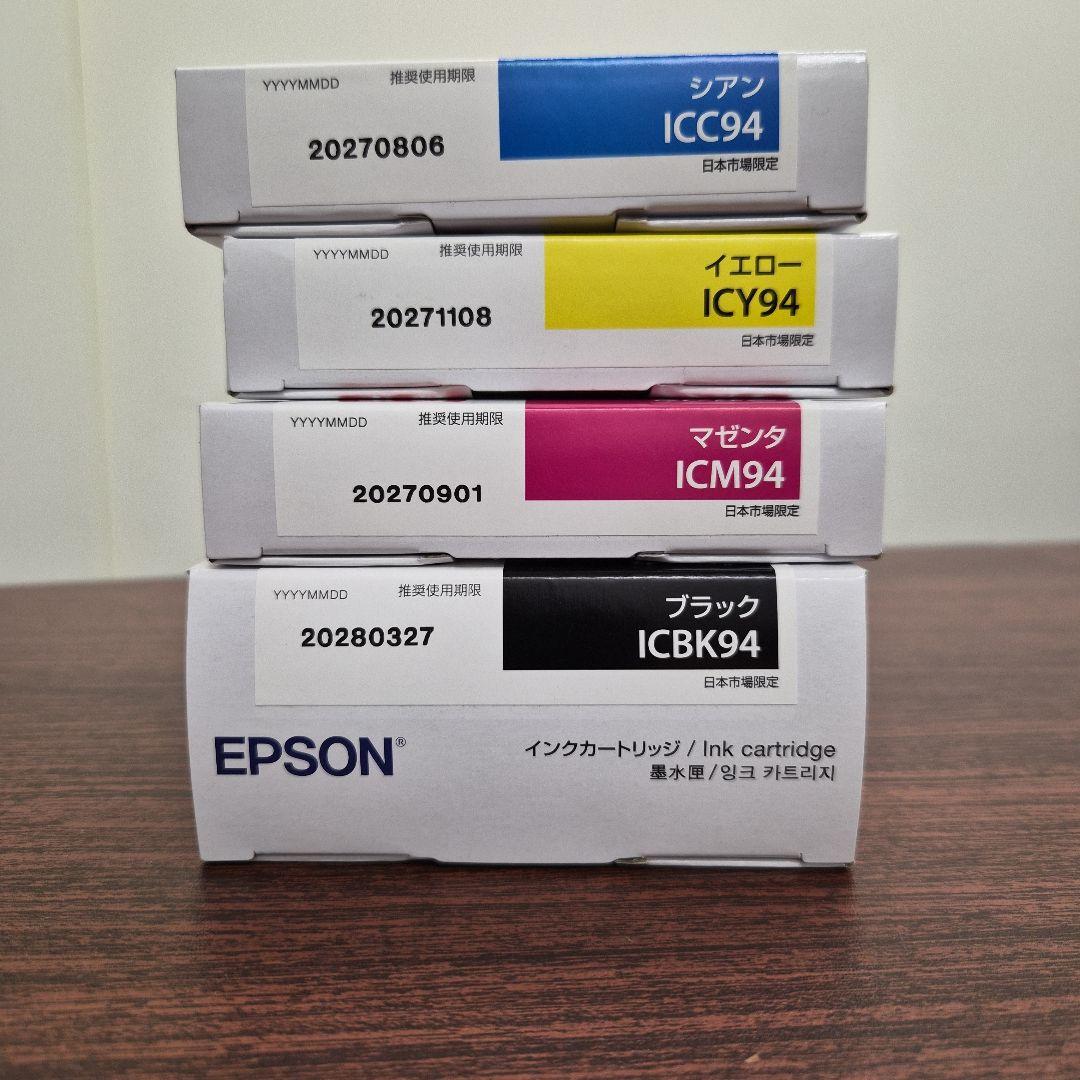 YYYYMMDD 推奨使用期限
20270806
シアン
ICC94
日本市場限定
YYYYMMDD 推奨使用期限
20271108
イエロー
ICY94
日本市場限定
YYYYMMDD 推奨使用期限
20270901
マゼンタ
ICM94
日本市場限定
YYYYMMDD 推奨使用期限
20280327
ブラック
ICBK94
日本市場限定
EPSON®
インクカートリッジ / Ink cartridge
墨水匣/잉크 카트리지